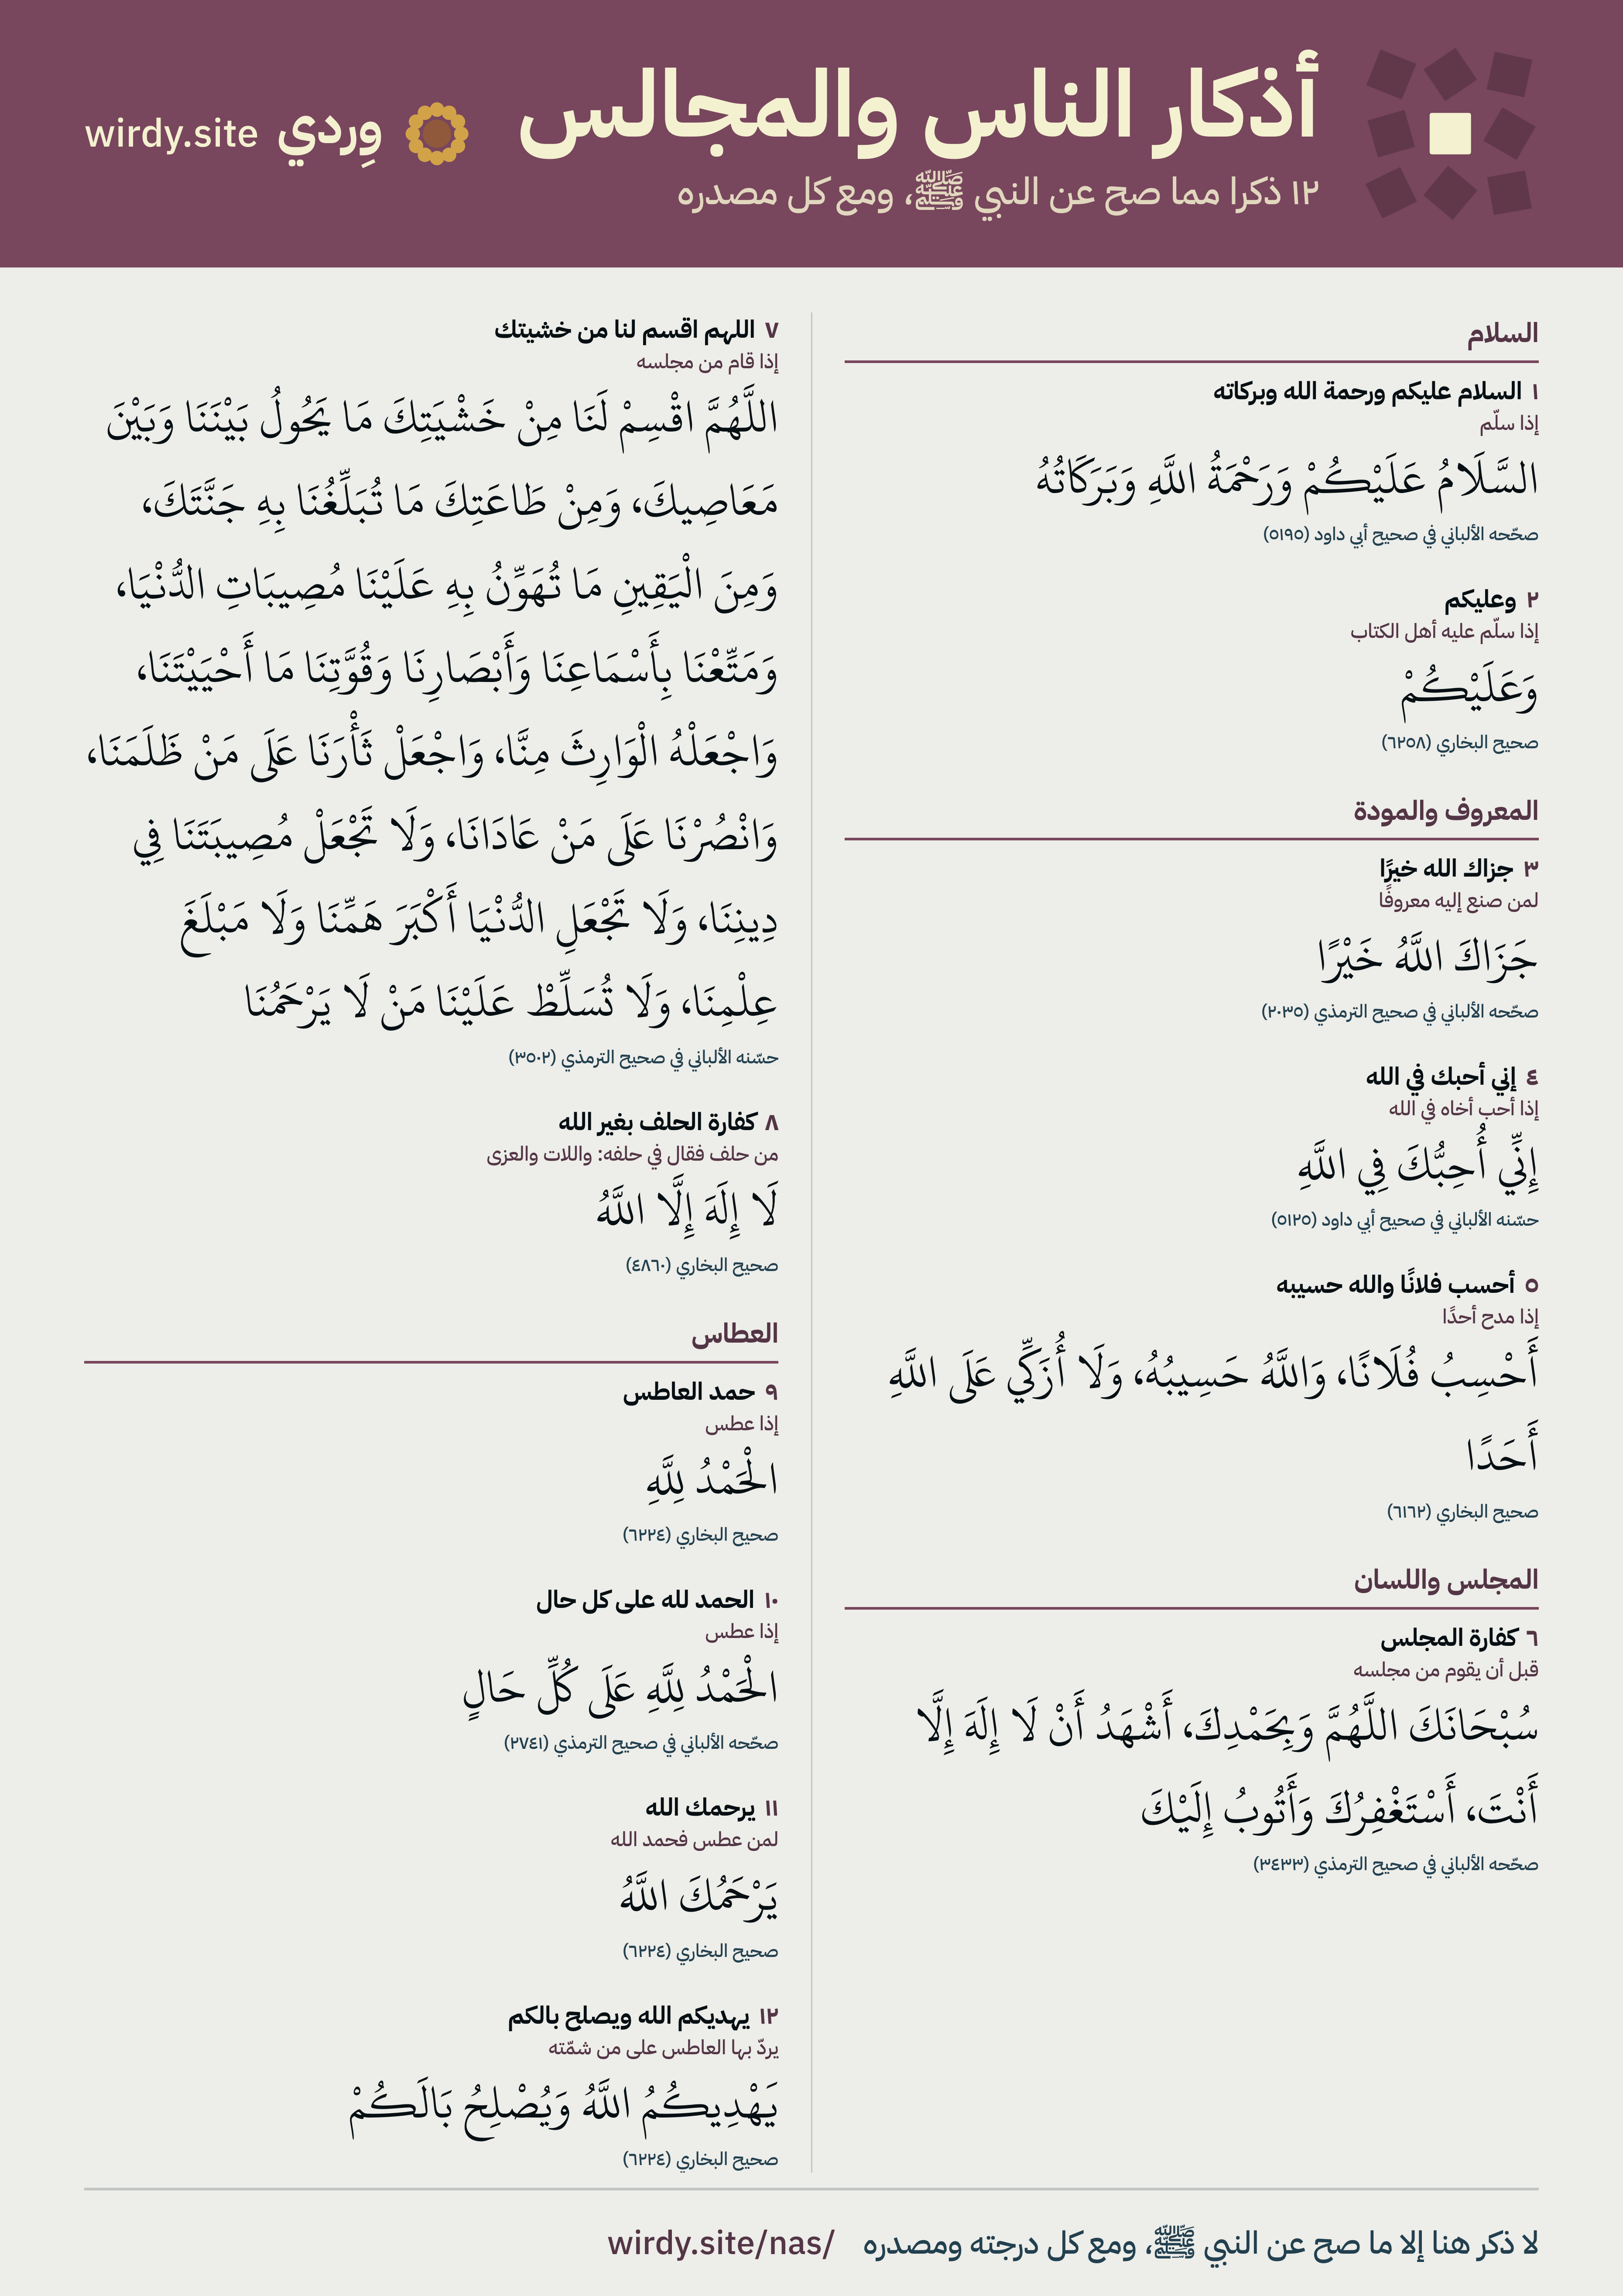 أذكار الناس والمجالس
١٢ ذكرا مما صح عن النبي ﷺ، ومع كل مصدره
وِردي wirdy.site
السلام
١ السلام عليكم ورحمة الله وبركاته
إذا سلّم
السَّلَامُ عَلَيْكُمْ وَرَحْمَةُ اللَّهِ وَبَرَكَاتُهُ
صحّحه الألباني في صحيح أبي داود (٥١٩٥)
٢ وعليكم
إذا سلّم عليه أهل الكتاب
وَعَلَيْكُمْ
صحيح البخاري (٦٢٥٨)
المعروف والمودة
٣ جزاك الله خيرًا
لمن صنع إليه معروفًا
جَزَاكَ اللَّهُ خَيْرًا
صحّحه الألباني في صحيح الترمذي (٢٠٣٥)
٤ إني أحبك في الله
إذا أحب أخاه في الله
إِنِّي أُحِبُّكَ فِي اللَّهِ
حسّنه الألباني في صحيح أبي داود (٥١٢٥)
٥ أحسب فلانًا والله حسيبه
إذا مدح أحدًا
أَحْسِبُ فُلَانًا، وَاللَّهُ حَسِيبُهُ، وَلَا أُزَكِّي عَلَى اللَّهِ
أَحَدًا
صحيح البخاري (٦١٦٢)
المجلس واللسان
٦ كفارة المجلس
قبل أن يقوم من مجلسه
سُبْحَانَكَ اللَّهُمَّ وَبِحَمْدِكَ، أَشْهَدُ أَنْ لَا إِلَهَ إِلَّا
أَنْتَ، أَسْتَغْفِرُكَ وَأَتُوبُ إِلَيْكَ
صحّحه الألباني في صحيح الترمذي (٣٤٣٣)
٧ اللهم اقسم لنا من خشيتك
إذا قام من مجلسه
اللَّهُمَّ اقْسِمْ لَنَا مِنْ خَشْيَتِكَ مَا يَحُولُ بَيْنَنَا وَبَيْنَ
مَعَاصِيكَ، وَمِنْ طَاعَتِكَ مَا تُبَلِّغُنَا بِهِ جَنَّتَكَ،
وَمِنَ الْيَقِينِ مَا تُهَوِّنُ بِهِ عَلَيْنَا مُصِيبَاتِ الدُّنْيَا،
وَمَتِّعْنَا بِأَسْمَاعِنَا وَأَبْصَارِنَا وَقُوَّتِنَا مَا أَحْيَيْتَنَا،
وَاجْعَلْهُ الْوَارِثَ مِنَّا، وَاجْعَلْ ثَأْرَنَا عَلَى مَنْ ظَلَمَنَا،
وَانْصُرْنَا عَلَى مَنْ عَادَانَا، وَلَا تَجْعَلْ مُصِيبَتَنَا فِي
دِينِنَا، وَلَا تَجْعَلِ الدُّنْيَا أَكْبَرَ هَمِّنَا وَلَا مَبْلَغَ
عِلْمِنَا، وَلَا تُسَلِّطْ عَلَيْنَا مَنْ لَا يَرْحَمُنَا
حسّنه الألباني في صحيح الترمذي (٣٥٠٢)
٨ كفارة الحلف بغير الله
من حلف فقال في حلفه: واللات والعزى
لَا إِلَهَ إِلَّا اللَّهُ
صحيح البخاري (٤٨٦٠)
العطاس
٩ حمد العاطس
إذا عطس
الْحَمْدُ لِلَّهِ
صحيح البخاري (٦٢٢٤)
١٠ الحمد لله على كل حال
إذا عطس
الْحَمْدُ لِلَّهِ عَلَى كُلِّ حَالٍ
صحّحه الألباني في صحيح الترمذي (٢٧٤١)
١١ يرحمك الله
لمن عطس فحمد الله
يَرْحَمُكَ اللَّهُ
صحيح البخاري (٦٢٢٤)
١٢ يهديكم الله ويصلح بالكم
يردّ بها العاطس على من شمّته
يَهْدِيكُمُ اللَّهُ وَيُصْلِحُ بَالَكُمْ
صحيح البخاري (٦٢٢٤)
لا ذكر هنا إلا ما صح عن النبي ﷺ، ومع كل درجته ومصدره wirdy.site/nas/